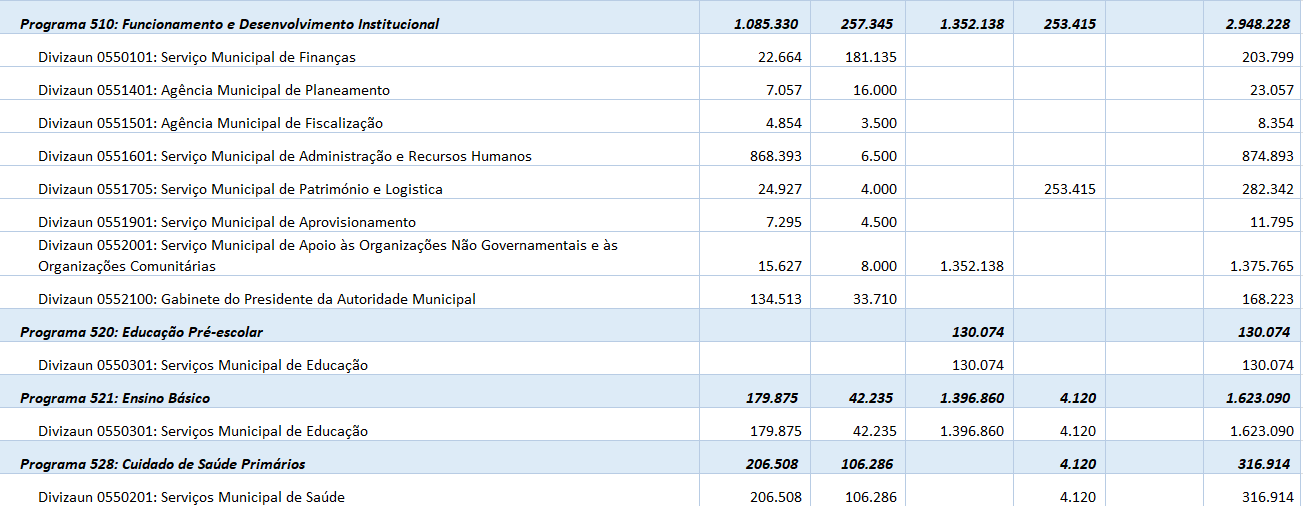 Programa 510: Funcionamento e Desenvolvimento Institucional 1.085.330 257.345 1.352.138 253.415 2.948.228
Divizaun 0550101: Serviço Municipal de Finanças 22.664 181.135 203.799
Divizaun 0551401: Agência Municipal de Planeamento 7.057 16.000 23.057
Divizaun 0551501: Agência Municipal de Fiscalização 4.854 3.500 8.354
Divizaun 0551601: Serviço Municipal de Administração e Recursos Humanos 868.393 6.500 874.893
Divizaun 0551705: Serviço Municipal de Património e Logistica 24.927 4.000 253.415 282.342
Divizaun 0551901: Serviço Municipal de Aprovisionamento 7.295 4.500 11.795
Divizaun 0552001: Serviço Municipal de Apoio às Organizações Não Governamentais e às
Organizações Comunitárias 15.627 8.000 1.352.138 1.375.765
Divizaun 0552100: Gabinete do Presidente da Autoridade Municipal 134.513 33.710 168.223
Programa 520: Educação Pré-escolar 130.074 130.074
Divizaun 0550301: Serviços Municipal de Educação 130.074 130.074
Programa 521: Ensino Básico 179.875 42.235 1.396.860 4.120 1.623.090
Divizaun 0550301: Serviços Municipal de Educação 179.875 42.235 1.396.860 4.120 1.623.090
Programa 528: Cuidado de Saúde Primários 206.508 106.286 4.120 316.914
Divizaun 0550201: Serviços Municipal de Saúde 206.508 106.286 4.120 316.914